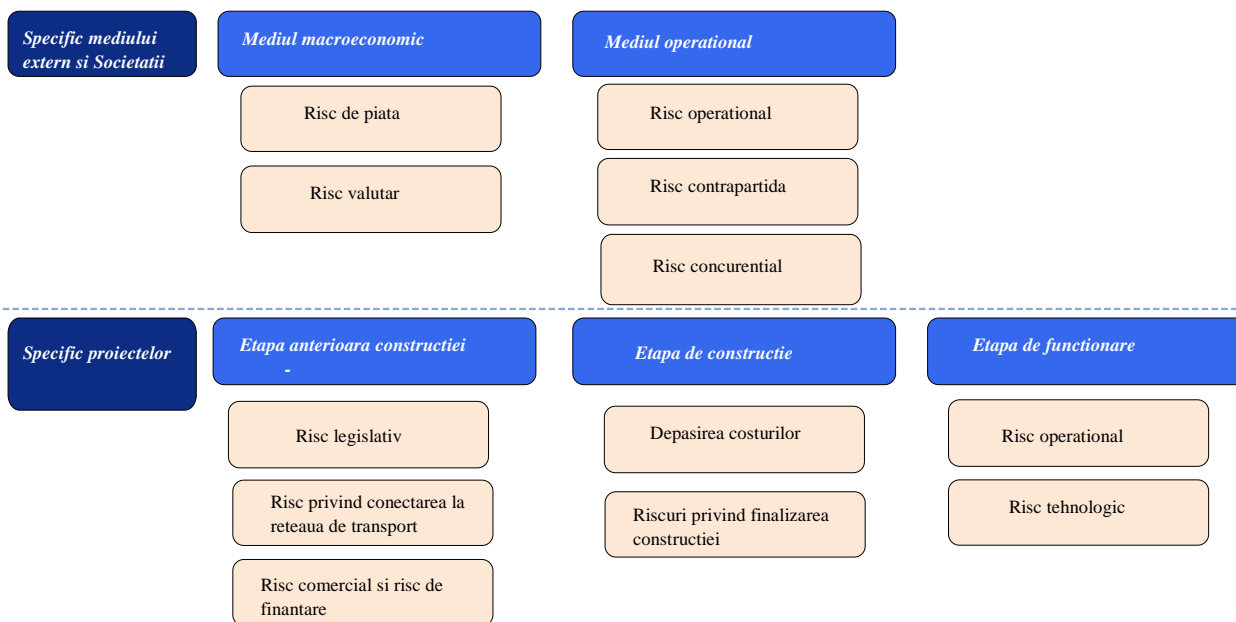 Specific mediului
extern si Societatii
Mediul macroeconomic
Mediul operational
Risc de piata
Risc operational
Risc valutar
Risc contrapartida
Risc concurential
Specific proiectelor
Etapa anterioara constructiei
-
Etapa de constructie
Etapa de functionare
Risc legislativ
Depasirea costurilor
Risc operational
Risc privind conectarea la
reteaua de transport
Riscuri privind finalizarea
constructiei
Risc tehnologic
Risc comercial si risc de
finantare